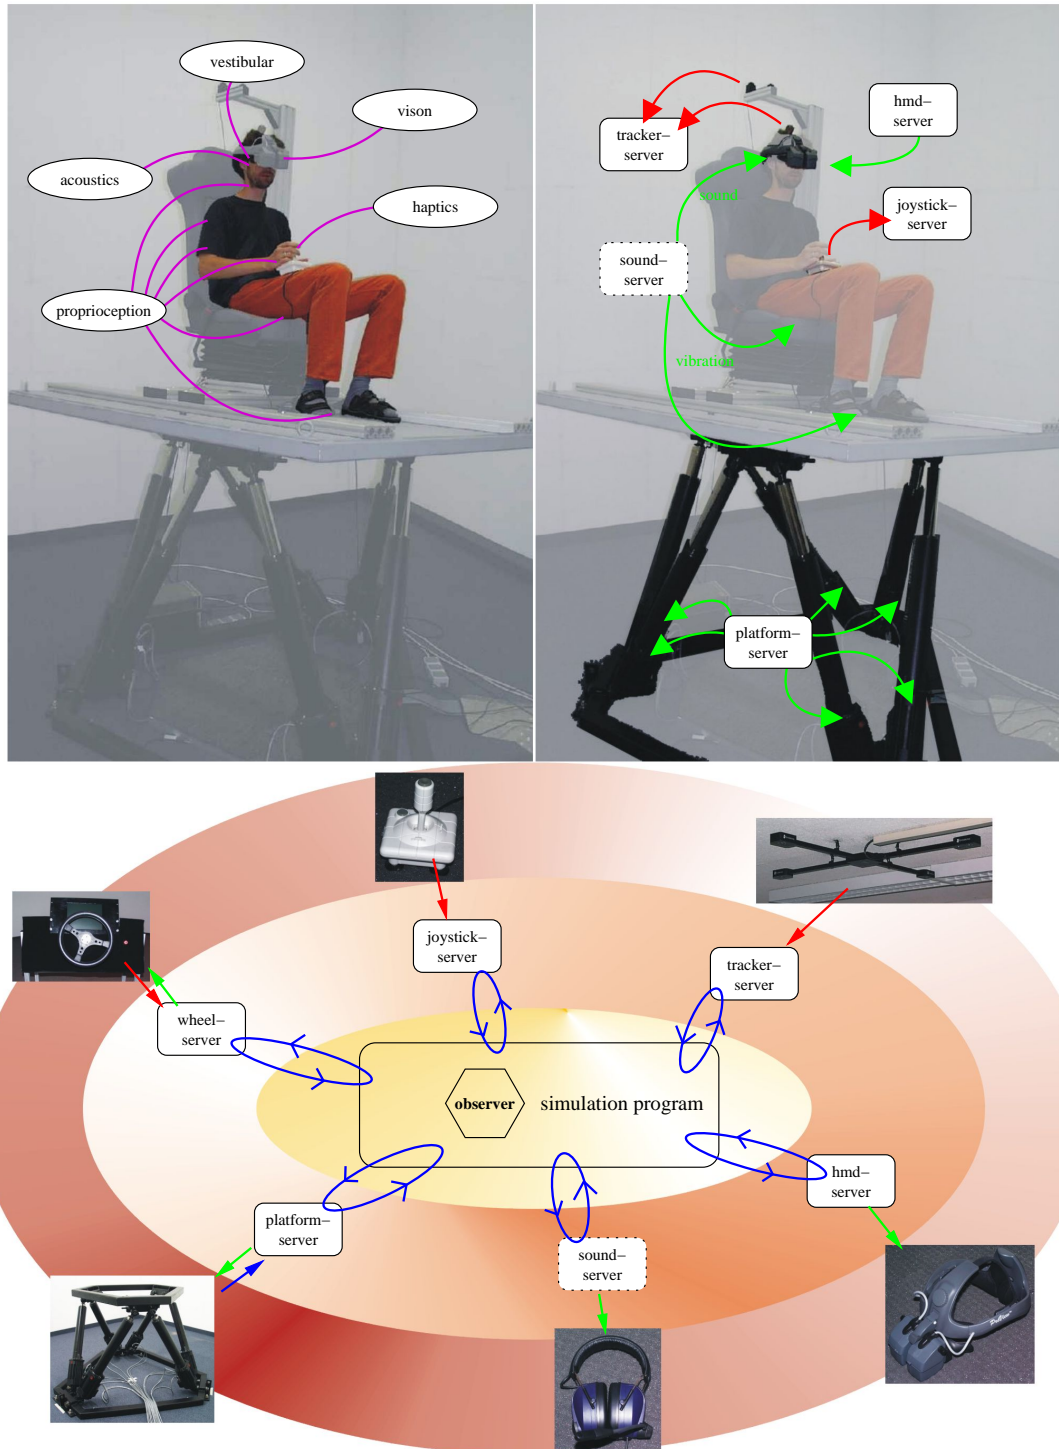 vestibular
vison
acoustics
haptics
proprioception
hmd–
server
tracker–
server
sound
joystick–
server
sound–
server
vibration
platform–
server
joystick–
server
tracker–
server
wheel–
server
observer
simulation program
hmd–
server
platform–
server
sound–
server